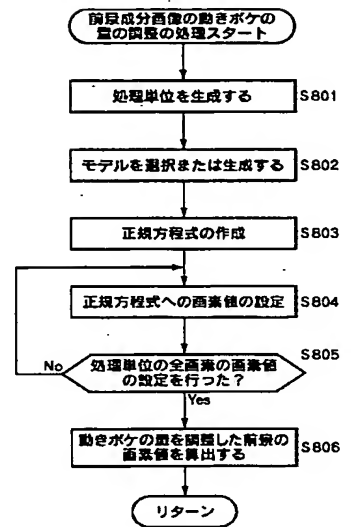 前景成分画像の動きボケの
量の調整の処理スタート
処理単位を生成する
S801
モデルを選択または生成する
S802
正規方程式の作成
S803
正規方程式への画素値の設定
S804
処理単位の全画素の画素値
の設定を行った?
S805
No
Yes
動きボケの量を調整した前景の
画素値を算出する
S806
リターン